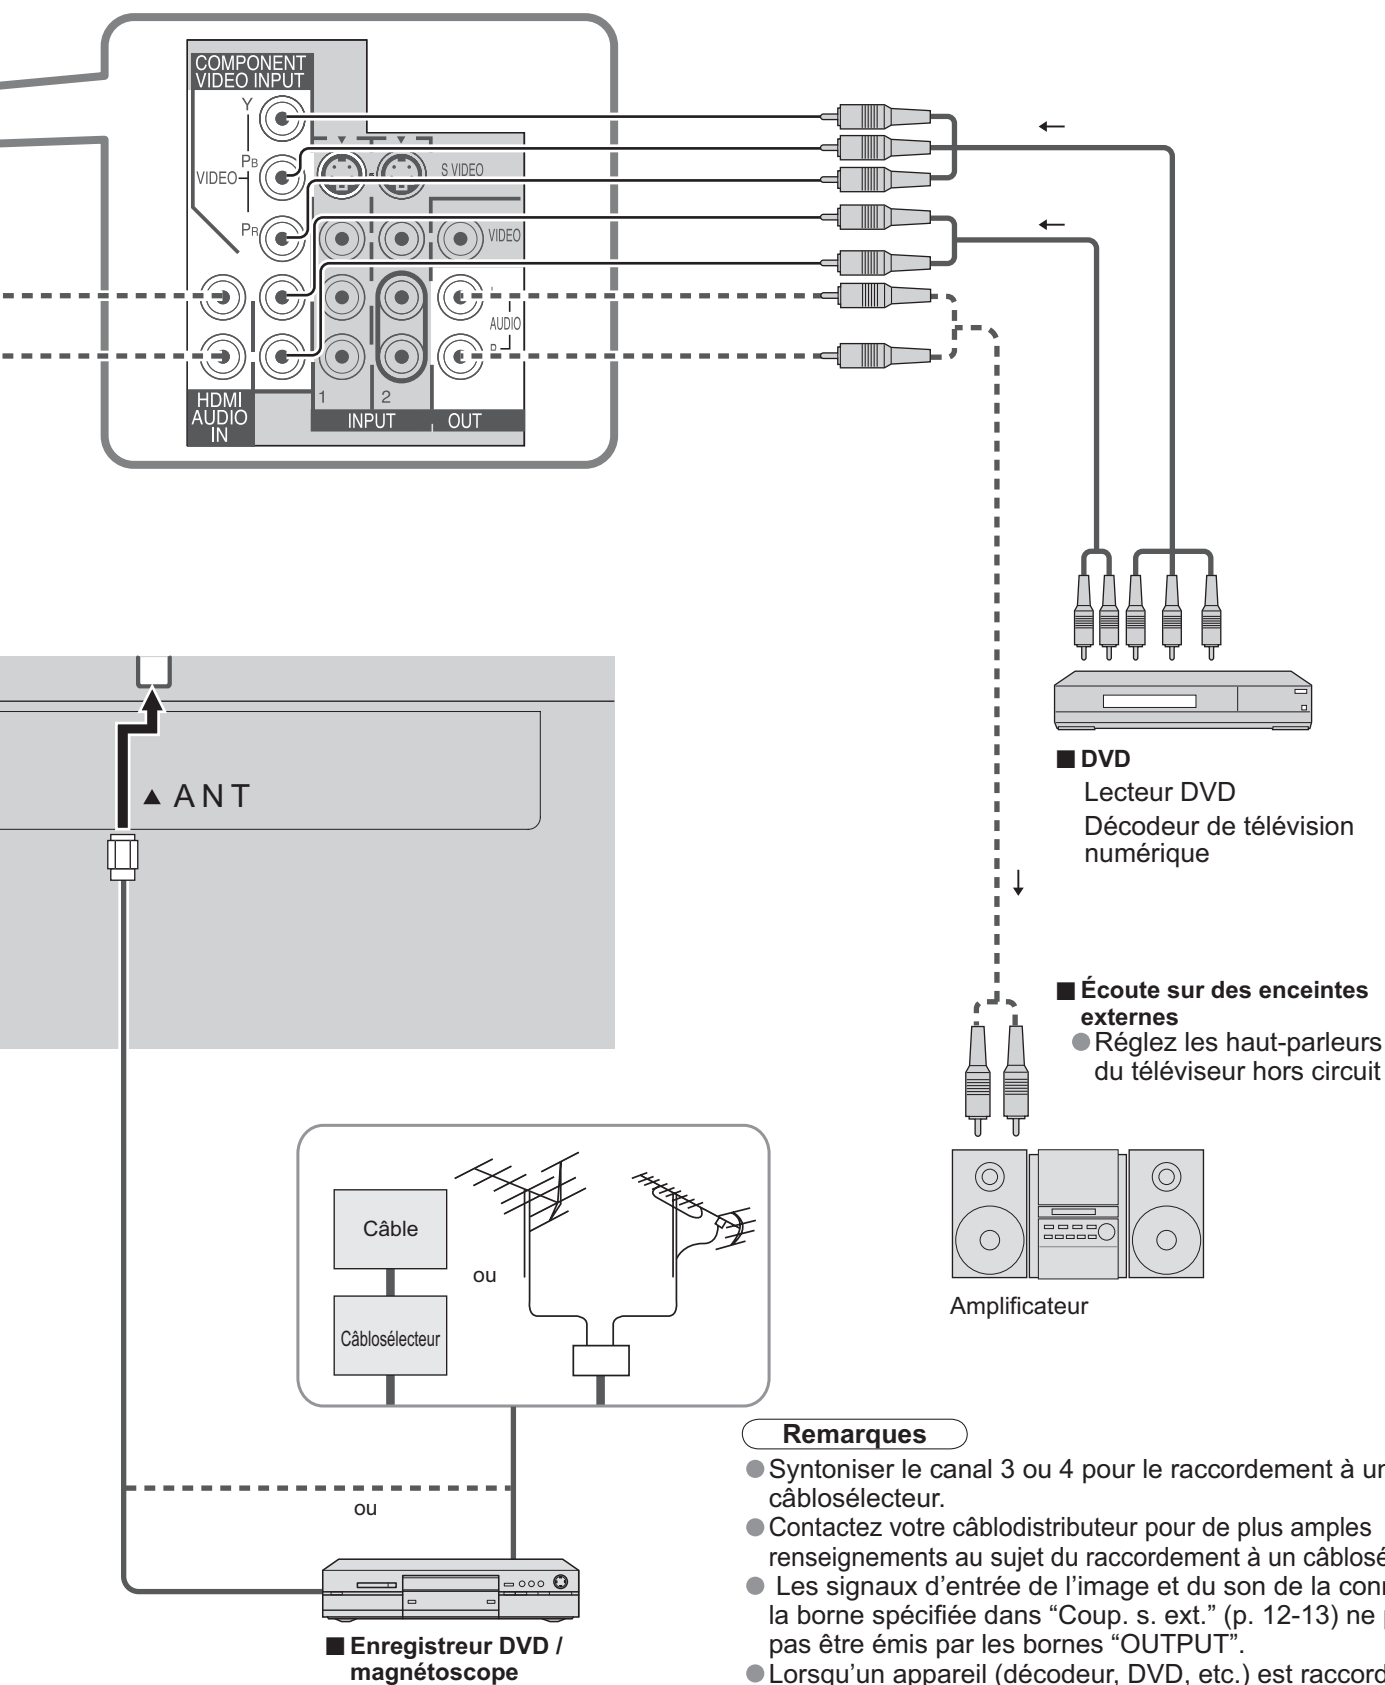 COMPONENT
VIDEO INPUT
Y
PB
VIDEO
PR
S VIDEO
VIDEO
AUDIO
R
1
2
HDMI
AUDIO
IN
INPUT
OUT
▲ ANT
■ DVD
Lecteur DVD
Décodeur de télévision
numérique
■ Écoute sur des enceintes
externes
● Réglez les haut-parleurs
du téléviseur hors circuit
Câble
ou
Câblosélecteur
Amplificateur
ou
■ Enregistreur DVD /
magnétoscope
Remarques
● Syntoniser le canal 3 ou 4 pour le raccordement à un
câblosélecteur.
● Contactez votre câblodistributeur pour de plus amples
renseignements au sujet du raccordement à un câblosé
● Les signaux d’entrée de l’image et du son de la con
la borne spécifiée dans “Coup. s. ext.” (p. 12-13) ne
pas être émis par les bornes “OUTPUT”.
● Lorsqu’un appareil (décodeur, DVD, etc.) est raccord